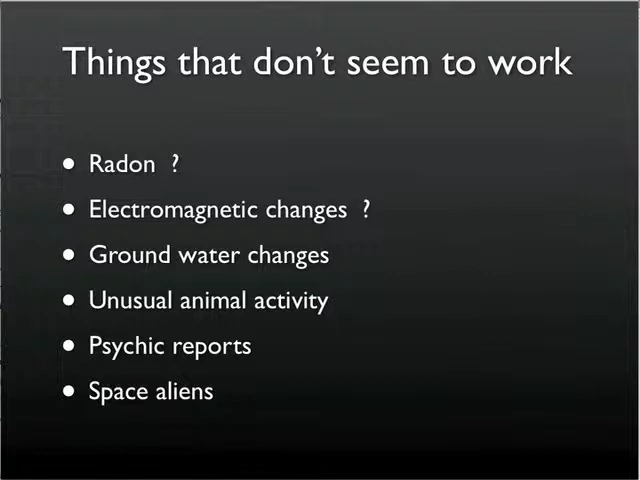 Things that don't seem to work
• Radon ?
• Electromagnetic changes ?
• Ground water changes
• Unusual animal activity
• Psychic reports
• Space aliens